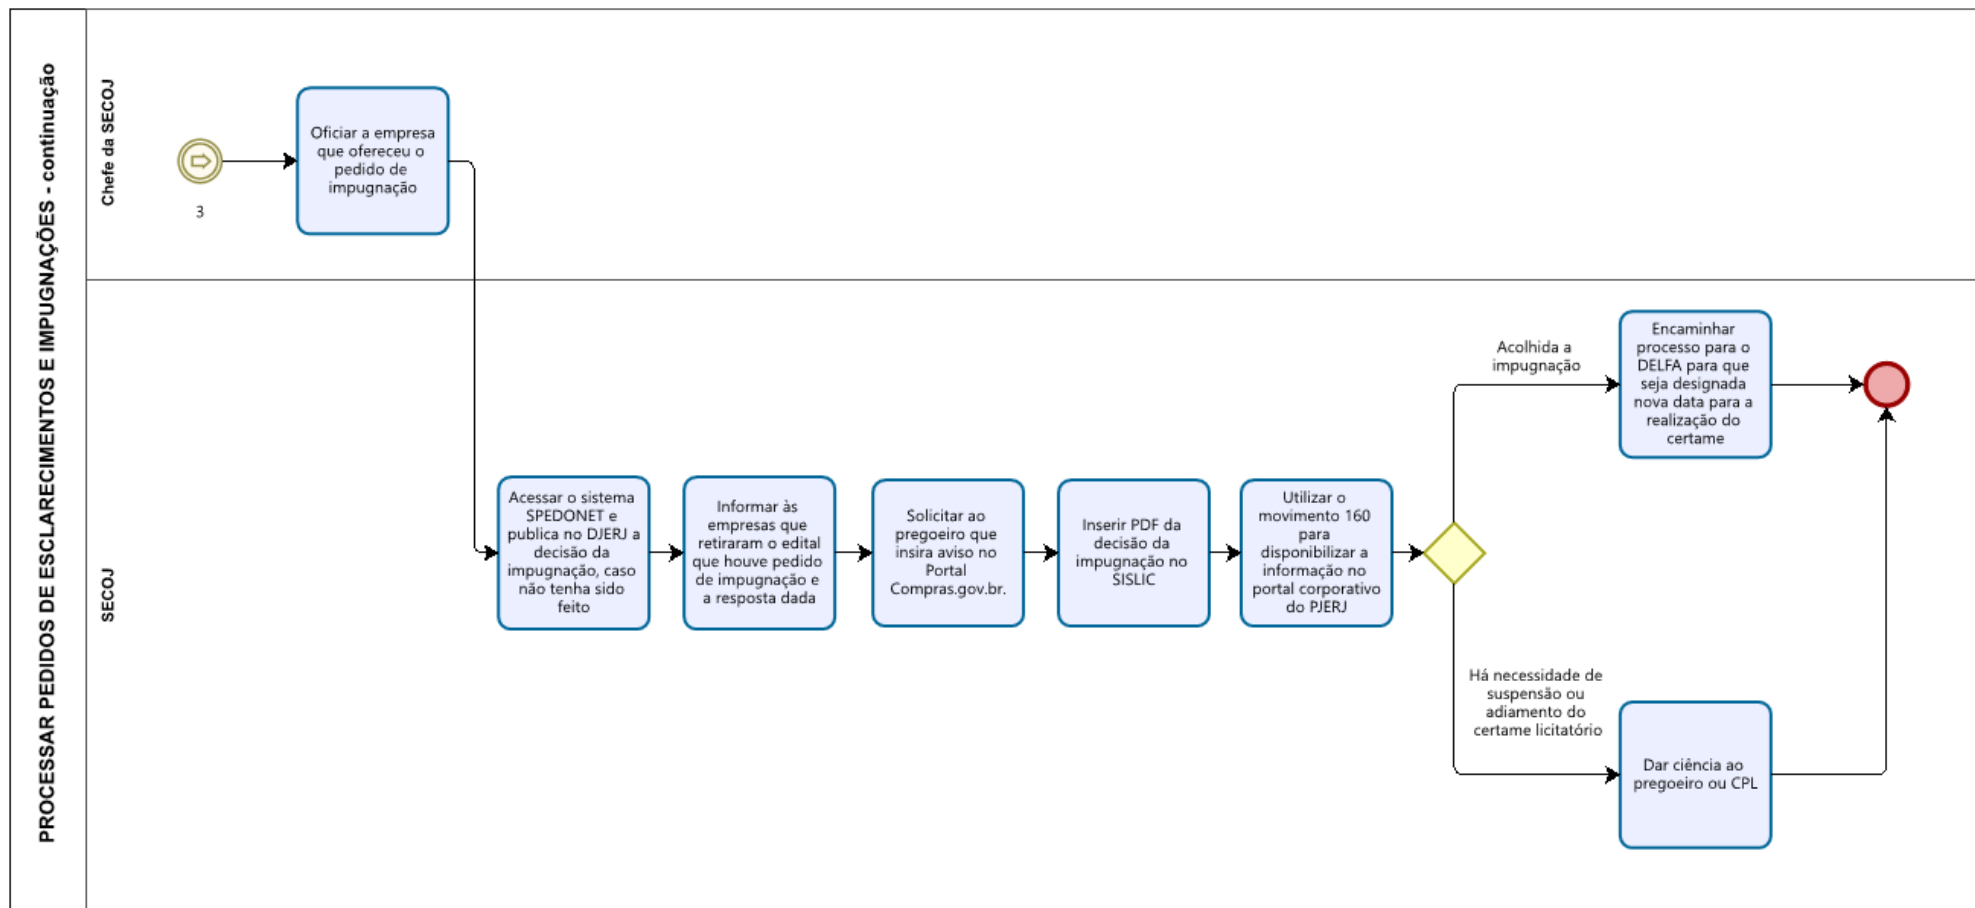 PROCESSAR PEDIDOS DE ESCLARECIMENTOS E IMPUGNAÇÕES - continuação
Chefe da SECOJ
3
Oficiar a empresa
que ofereceu o
pedido de
impugnação
SECOJ
Acessar o sistema
SPEDONET e
publica no DJERJ a
decisão da
impugnação, caso
não tenha sido
feito
Informar às
empresas que
retiraram o edital
que houve pedido
de impugnação e
a resposta dada
Solicitar ao
pregoeiro que
insira aviso no
Portal
Compras.gov.br.
Inserir PDF da
decisão da
impugnação no
SISLIC
Utilizar o
movimento 160
para
disponibilizar a
informação no
portal corporativo
do PJERJ
Acolhida a
impugnação
Encaminhar
processo para o
DELFA para que
seja designada
nova data para a
realização do
certame
Há necessidade de
suspensão ou
adiamento do
certame licitatório
Dar ciência ao
pregoeiro ou CPL